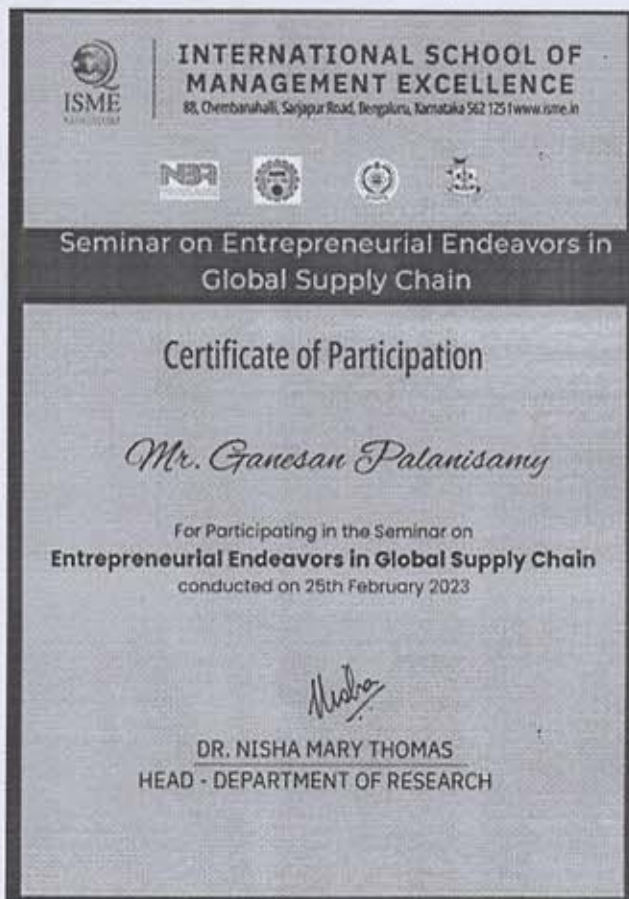 ISME
INTERNATIONAL SCHOOL OF
MANAGEMENT EXCELLENCE
88, Chembanahalli, Sarjapur Road, Bengaluru, Karnataka 562 125 I www.isme.in
NBA
Seminar on Entrepreneurial Endeavors in
Global Supply Chain
Certificate of Participation
Mr. Ganesan Palanisamy
For Participating in the Seminar on
Entrepreneurial Endeavors in Global Supply Chain
conducted on 25th February 2023
Nisha
DR. NISHA MARY THOMAS
HEAD - DEPARTMENT OF RESEARCH